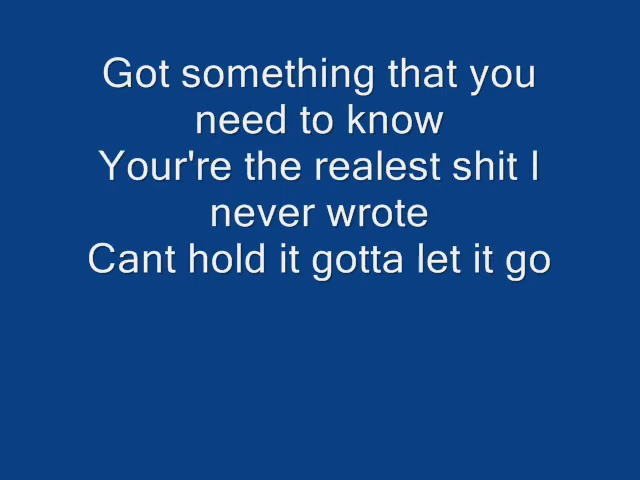 Got something that you
need to know
Your're the realest shit I
never wrote
Cant hold it gotta let it go